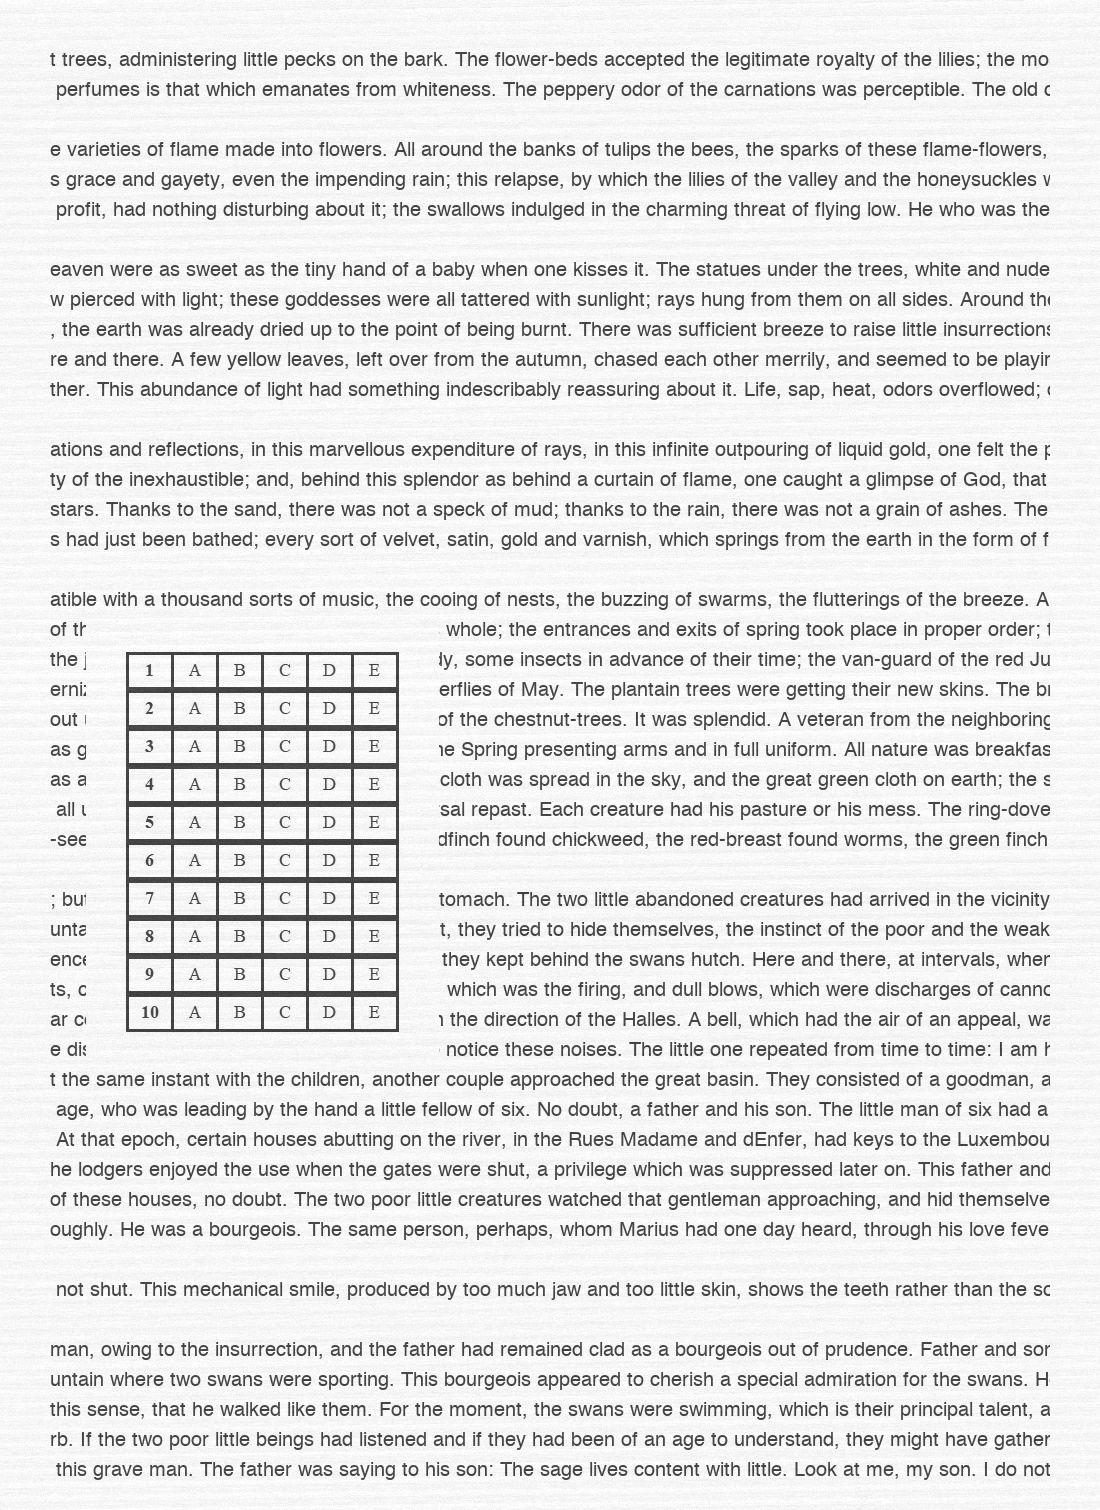 t trees, administering little pecks on the bark. The flower-beds accepted the legitimate royalty of the lilies; the mo
perfumes is that which emanates from whiteness. The peppery odor of the carnations was perceptible. The old
e varieties of flame made into flowers. All around the banks of tulips the bees, the sparks of these flame-flowers,
s grace and gayety, even the impending rain; this relapse, by which the lilies of the valley and the honeysuckles
profit, had nothing disturbing about it; the swallows indulged in the charming threat of flying low. He who was the
eaven were as sweet as the tiny hand of a baby when one kisses it. The statues under the trees, white and nude
w pierced with light; these goddesses were all tattered with sunlight; rays hung from them on all sides. Around the
, the earth was already dried up to the point of being burnt. There was sufficient breeze to raise little insurrections
re and there. A few yellow leaves, left over from the autumn, chased each other merrily, and seemed to be playin
ther. This abundance of light had something indescribably reassuring about it. Life, sap, heat, odors overflowed;
ations and reflections, in this marvellous expenditure of rays, in this infinite outpouring of liquid gold, one felt the
ty of the inexhaustible; and, behind this splendor as behind a curtain of flame, one caught a glimpse of God, that
stars. Thanks to the sand, there was not a speck of mud; thanks to the rain, there was not a grain of ashes. The
s had just been bathed; every sort of velvet, satin, gold and varnish, which springs from the earth in the form of f
atible with a thousand sorts of music, the cooing of nests, the buzzing of swarms, the flutterings of the breeze. A
of th whole; the entrances and exits of spring took place in proper order;
the dy, some insects in advance of their time; the van-guard of the red Ju
erniz erflies of May. The plantain trees were getting their new skins. The br
out of the chestnut-trees. It was splendid. A veteran from the neighboring
as g he Spring presenting arms and in full uniform. All nature was breakfas
as a cloth was spread in the sky, and the great green cloth on earth; the s
all u sal repast. Each creature had his pasture or his mess. The ring-dove
-see dfinch found chickweed, the red-breast found worms, the green finch
; but tomach. The two little abandoned creatures had arrived in the vicinity
unta t, they tried to hide themselves, the instinct of the poor and the weak
ence they kept behind the swans hutch. Here and there, at intervals, when
ts, c which was the firing, and dull blows, which were discharges of canno
ar co n the direction of the Halles. A bell, which had the air of an appeal, wa
e dis notice these noises. The little one repeated from time to time: I am h
1 A B C D E
2 A B C D E
3 A B C D E
4 A B C D E
5 A B C D E
6 A B C D E
7 A B C D E
8 A B C D E
9 A B C D E
10 A B C D E
t the same instant with the children, another couple approached the great basin. They consisted of a goodman, a
age, who was leading by the hand a little fellow of six. No doubt, a father and his son. The little man of six had a
At that epoch, certain houses abutting on the river, in the Rues Madame and dEnfer, had keys to the Luxembou
he lodgers enjoyed the use when the gates were shut, a privilege which was suppressed later on. This father and
of these houses, no doubt. The two poor little creatures watched that gentleman approaching, and hid themselve
oughly. He was a bourgeois. The same person, perhaps, whom Marius had one day heard, through his love feve
not shut. This mechanical smile, produced by too much jaw and too little skin, shows the teeth rather than the so
man, owing to the insurrection, and the father had remained clad as a bourgeois out of prudence. Father and son
untain where two swans were sporting. This bourgeois appeared to cherish a special admiration for the swans. H
this sense, that he walked like them. For the moment, the swans were swimming, which is their principal talent, a
rb. If the two poor little beings had listened and if they had been of an age to understand, they might have gather
this grave man. The father was saying to his son: The sage lives content with little. Look at me, my son. I do not